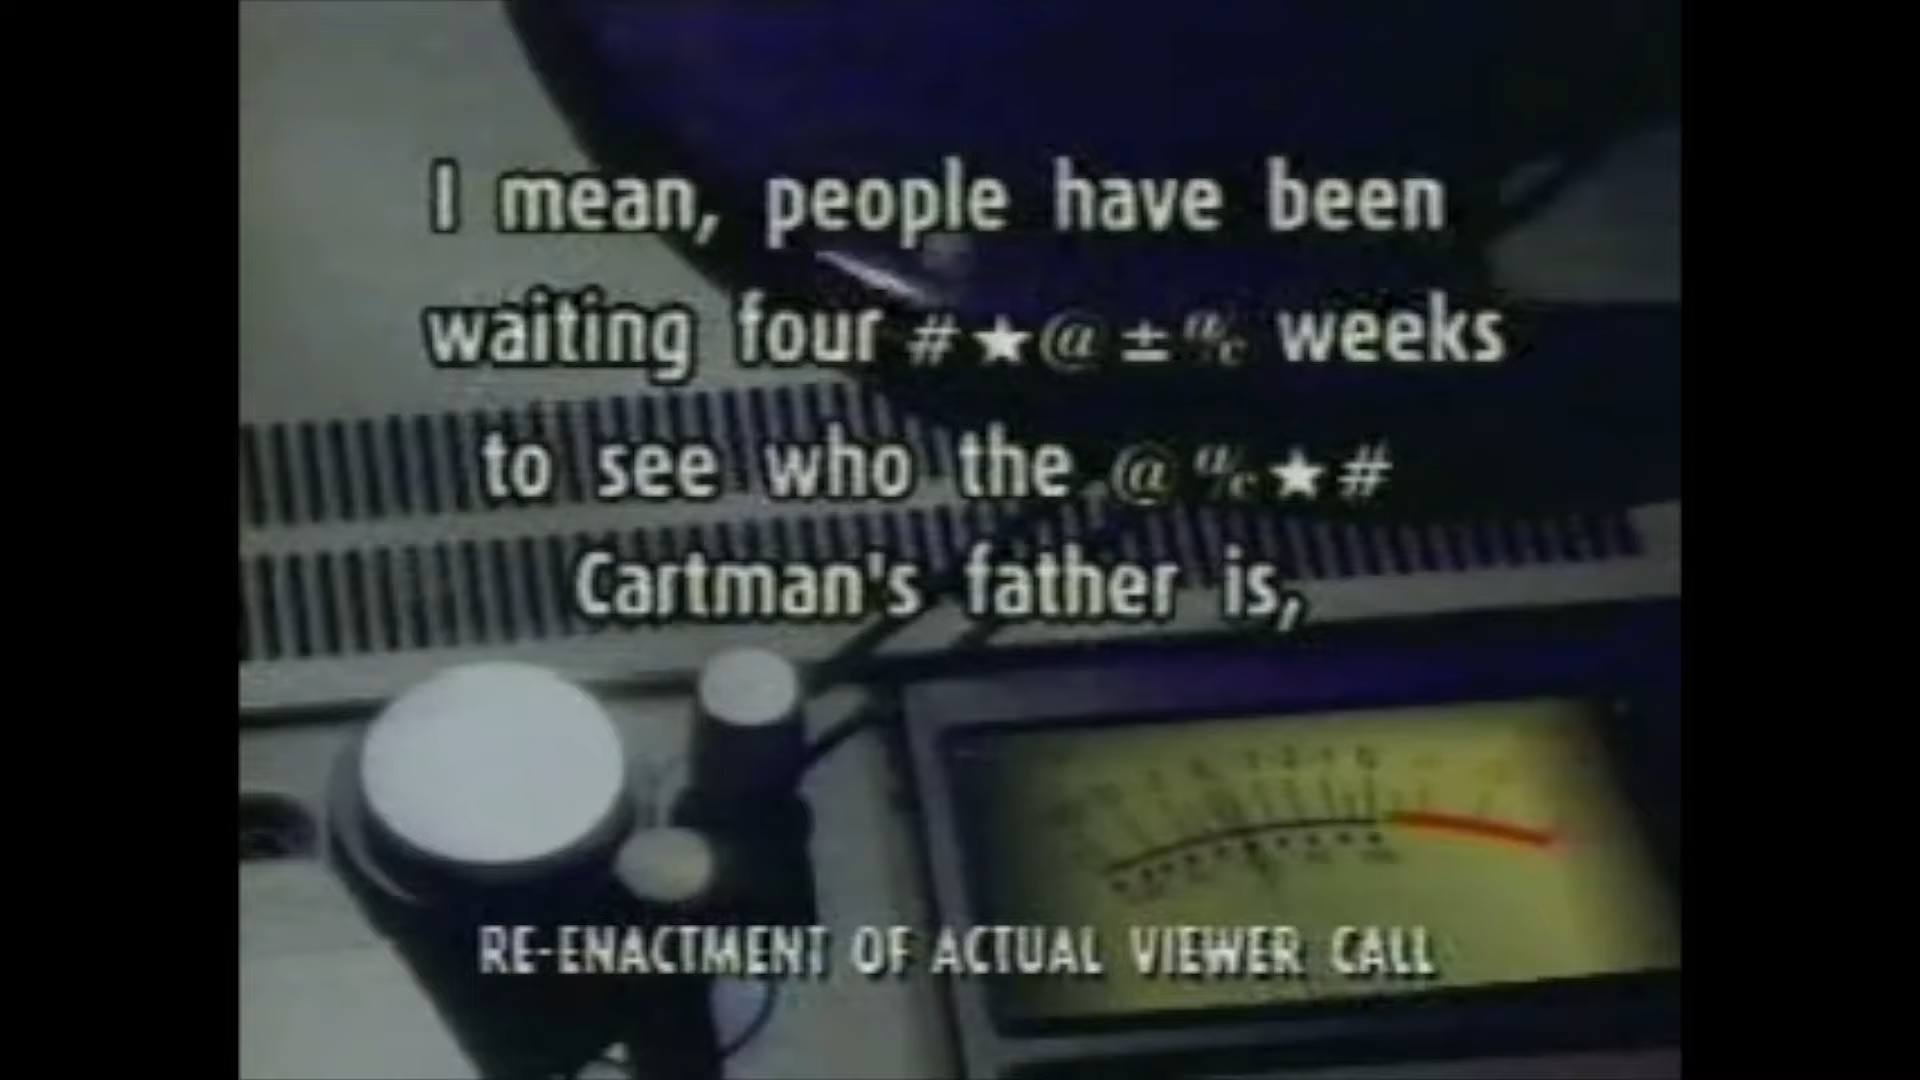 I mean, people have been
waiting four #★@±℀ weeks
to see who the @℀★#
Cartman's father is,
RE-ENACTMENT OF ACTUAL VIEWER CALL